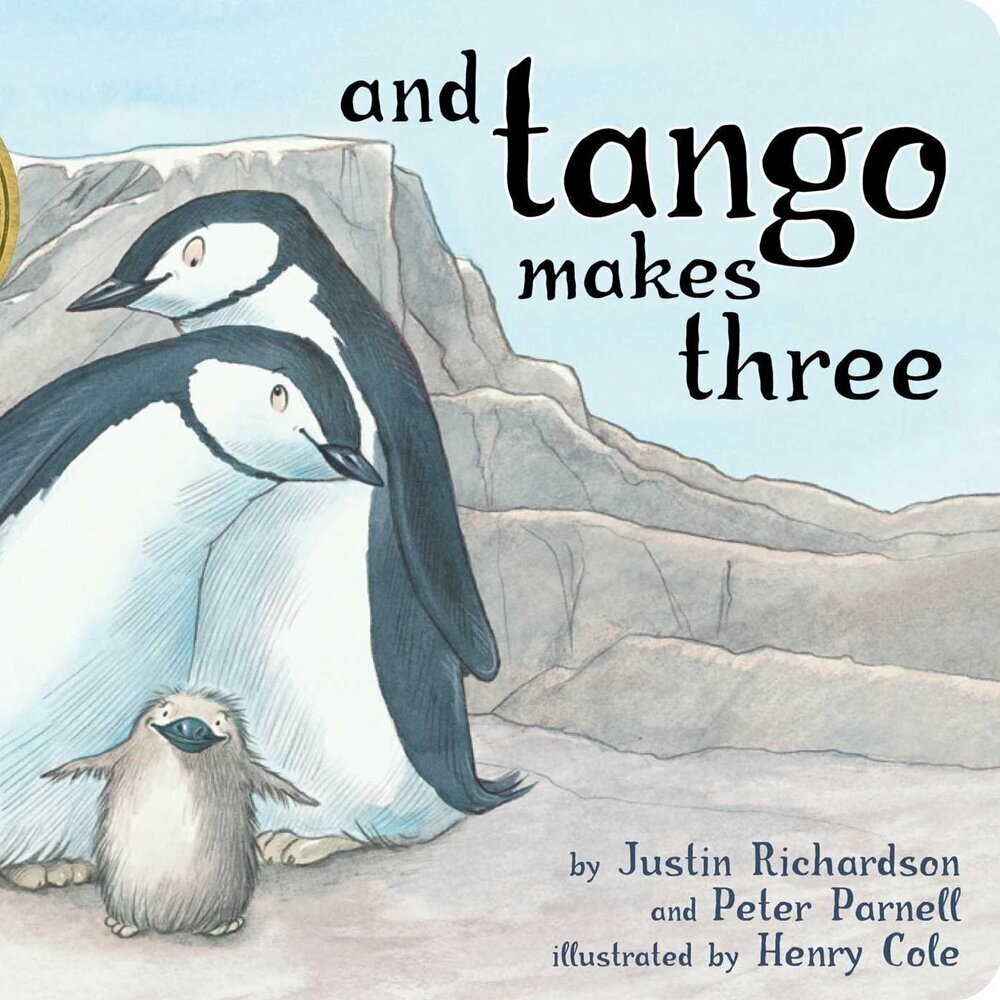 and
tango
makes
three
by Justin Richardson
and Peter Parnell
illustrated by Henry Cole